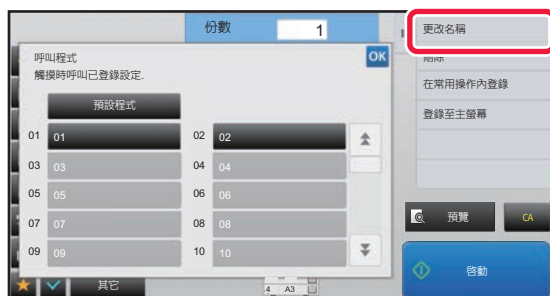 份數 1
更改名稱
呼叫程式 OK
觸摸時呼叫已登錄設定.
刪除
在常用操作內登錄
預設程式
登錄至主螢幕
01 01 02 02
03 03 04 04
05 05 06 06
07 07 08 08
預覽 CA
09 09 10 10
啓動
其它
4 A3